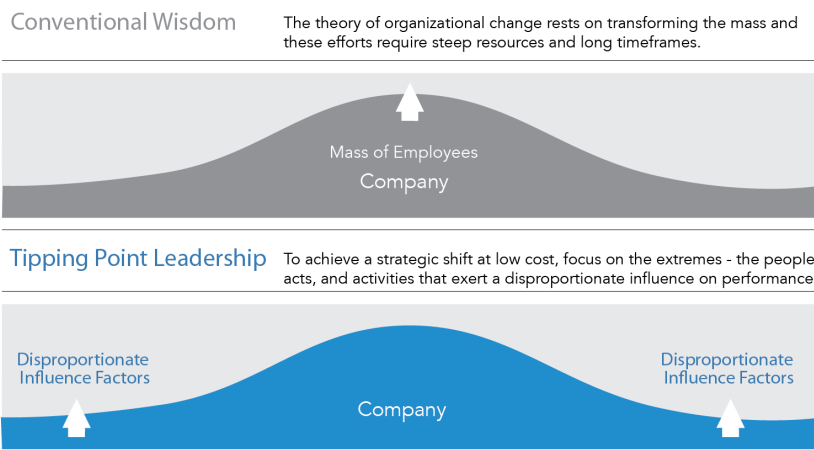 Conventional Wisdom
The theory of organizational change rests on transforming the mass and
these efforts require steep resources and long timeframes.
Mass of Employees
Company
Tipping Point Leadership
To achieve a strategic shift at low cost, focus on the extremes - the people
acts, and activities that exert a disproportionate influence on performance
Disproportionate
Influence Factors
Disproportionate
Influence Factors
Company